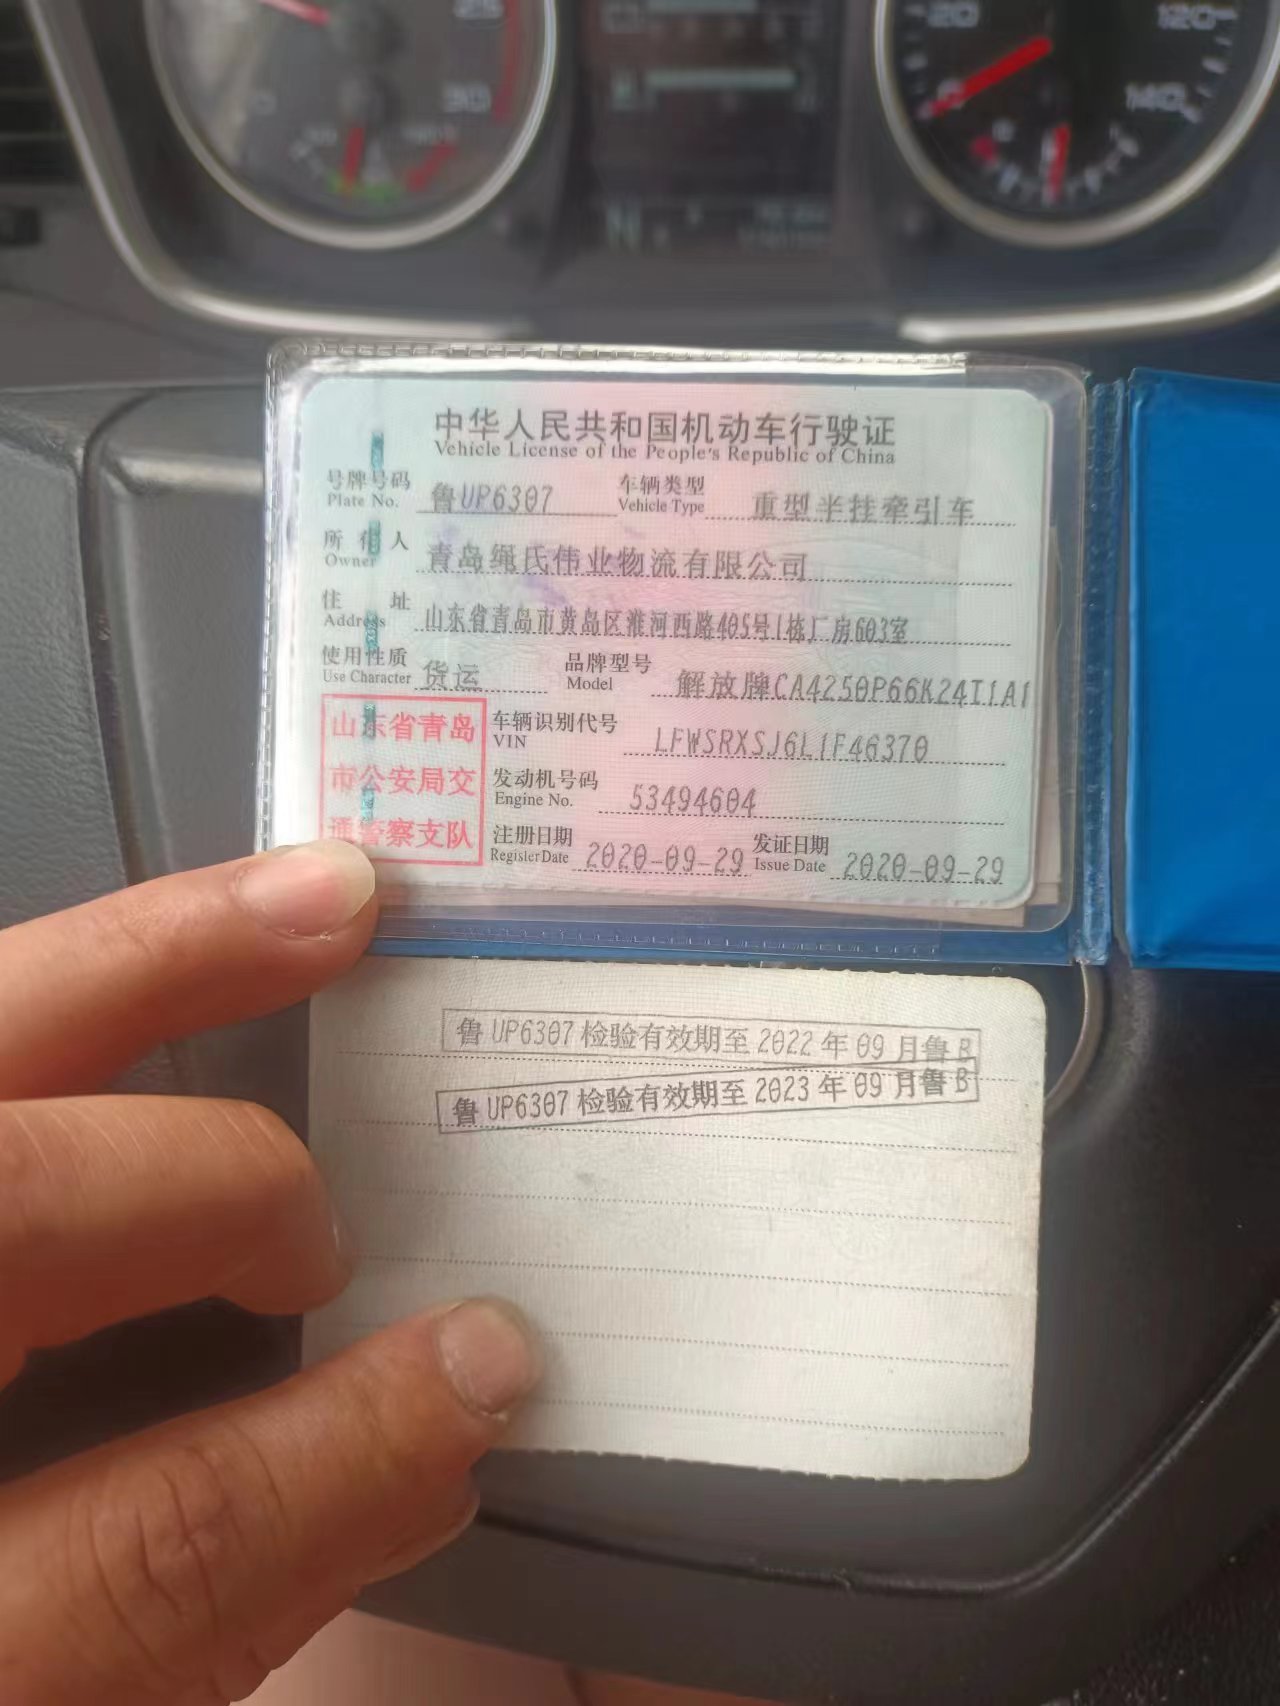 25
30
20
120
140
N
中华人民共和国机动车行驶证
Vehicle License of the People's Republic of China
号牌号码 鲁UP6307 车辆类型 重型半挂牵引车
Plate No. Vehicle Type
所有人 青岛绳氏伟业物流有限公司
Owner
住址 山东省青岛市黄岛区淮河西路405号1栋厂房603室
Address
使用性质 货运 品牌型号 解放牌CA4250P66K24T1A1
Use Character Model
山东省青岛
市公安局交
通警察支队
车辆识别代号 LFWSRXSJ6L1F46370
VIN
发动机号码 53494604
Engine No.
注册日期 2020-09-29 发证日期 2020-09-29
Register Date Issue Date
鲁UP6307检验有效期至2022年09月鲁B
鲁UP6307检验有效期至2023年09月鲁B